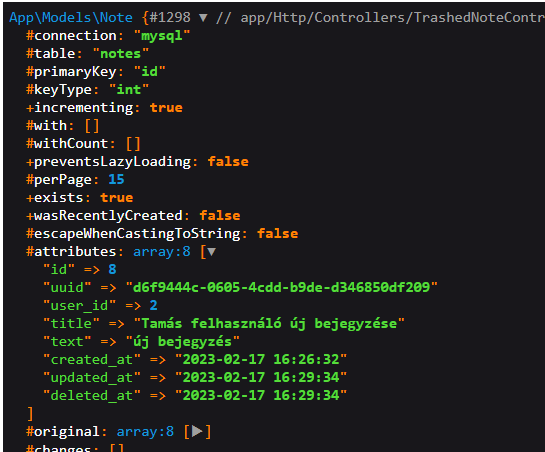 App\Models\Note {#1298 ▼ // app/Http/Controllers/TrashedNoteContr
#connection: "mysql"
#table: "notes"
#primaryKey: "id"
#keyType: "int"
+incrementing: true
#with: []
#withCount: []
+preventsLazyLoading: false
#perPage: 15
+exists: true
+wasRecentlyCreated: false
#escapeWhenCastingToString: false
#attributes: array:8 [▼
"id" => 8
"uuid" => "d6f9444c-0605-4cdd-b9de-d346850df209"
"user_id" => 2
"title" => "Tamás felhasználó új bejegyzése"
"text" => "új bejegyzés"
"created_at" => "2023-02-17 16:26:32"
"updated_at" => "2023-02-17 16:29:34"
"deleted_at" => "2023-02-17 16:29:34"
]
#original: array:8 [▶]
#changes: []